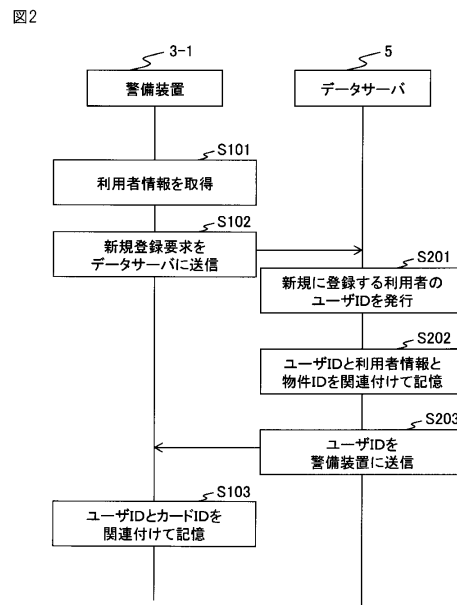 図2
3-1
5
警備装置
データサーバ
S101
利用者情報を取得
S102
新規登録要求を
データサーバに送信
S201
新規に登録する利用者の
ユーザIDを発行
S202
ユーザIDと利用者情報と
物件IDを関連付けて記憶
S203
ユーザIDを
警備装置に送信
S103
ユーザIDとカードIDを
関連付けて記憶